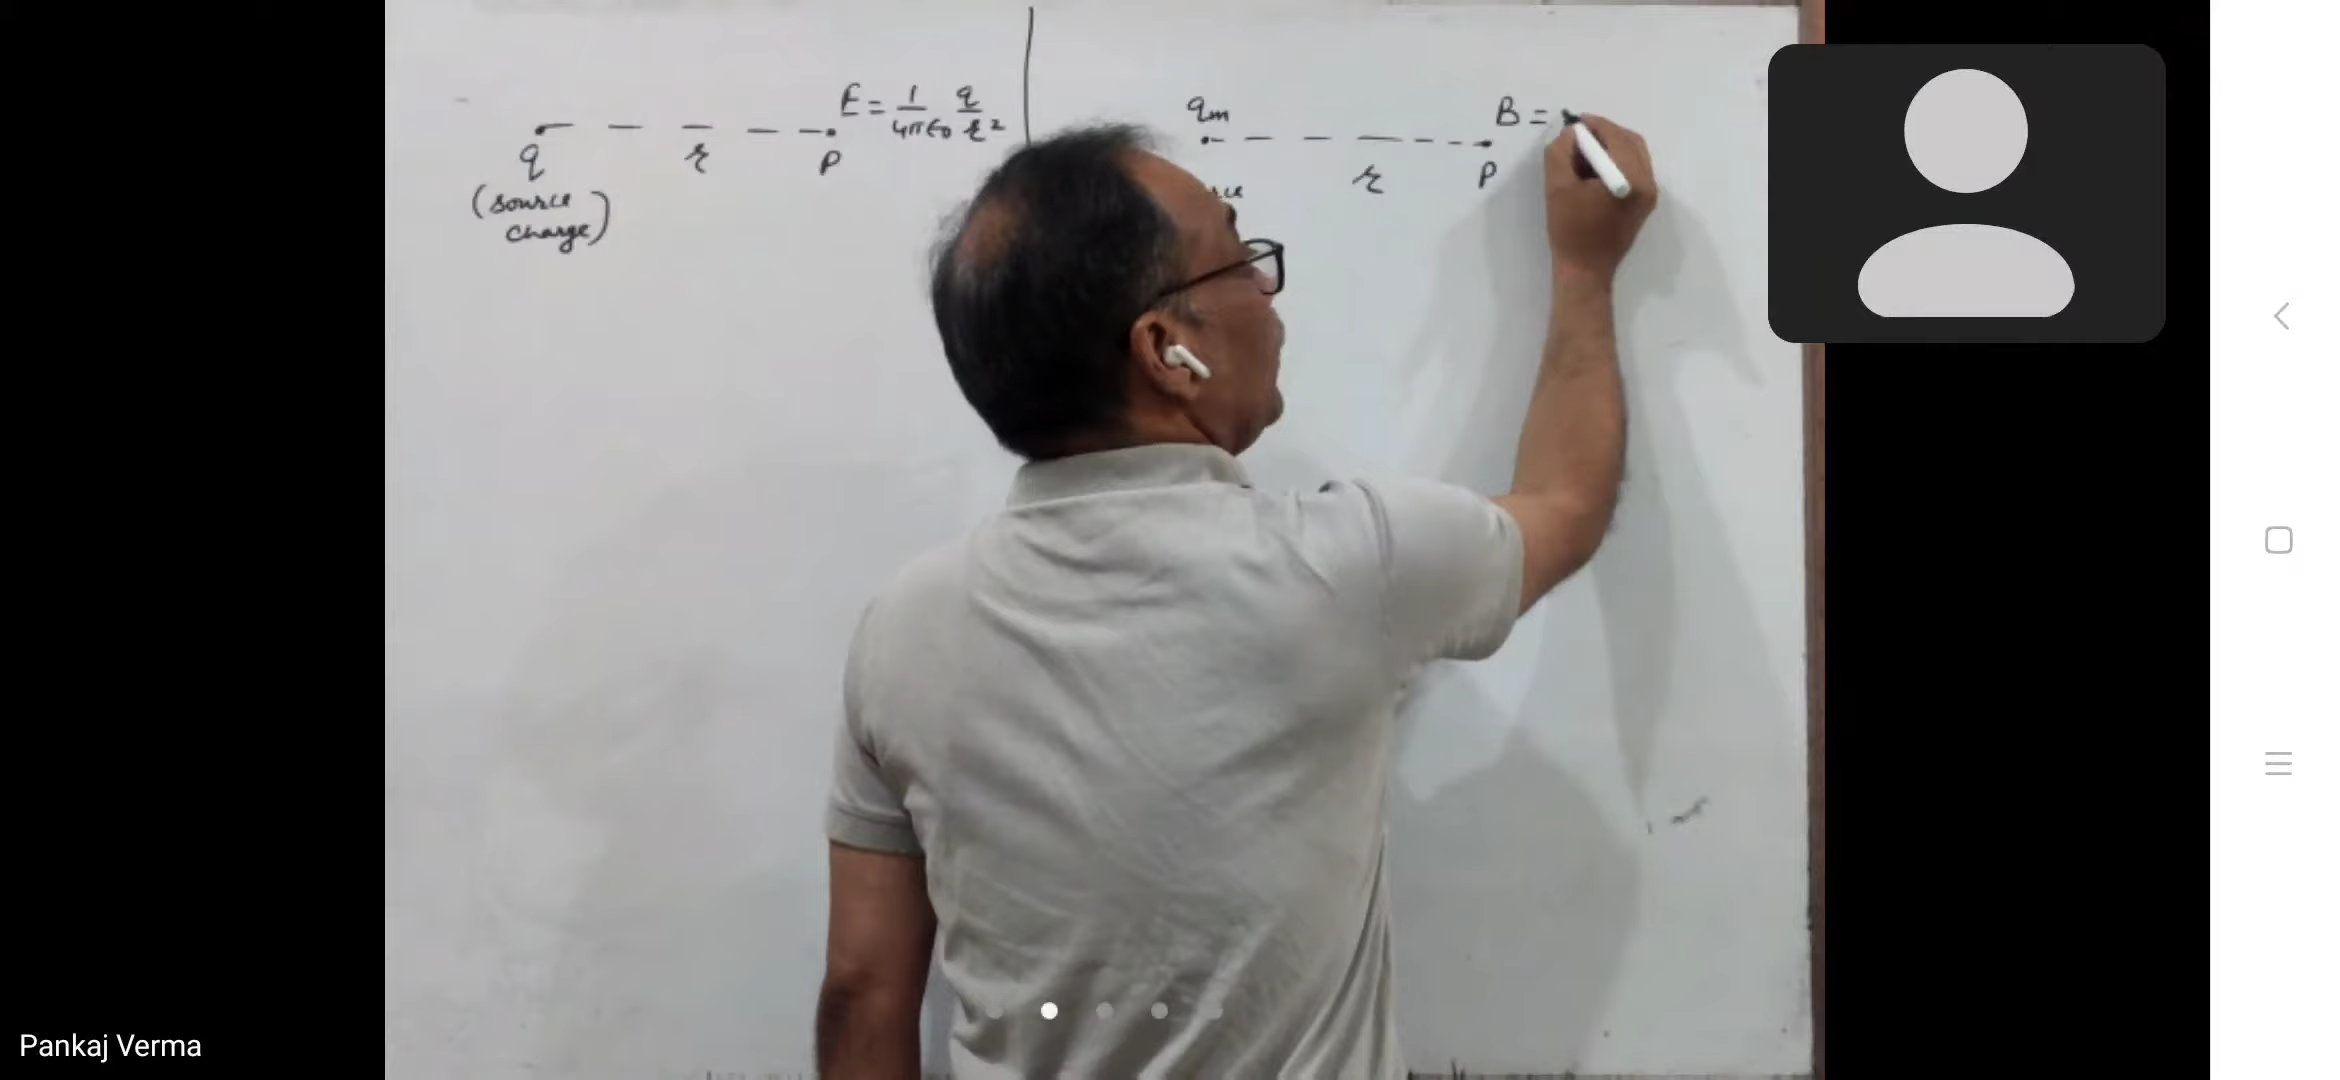 E = 1/4πε₀ q/r²
q r P
(source
charge)
qm
B =
r P
Pankaj Verma